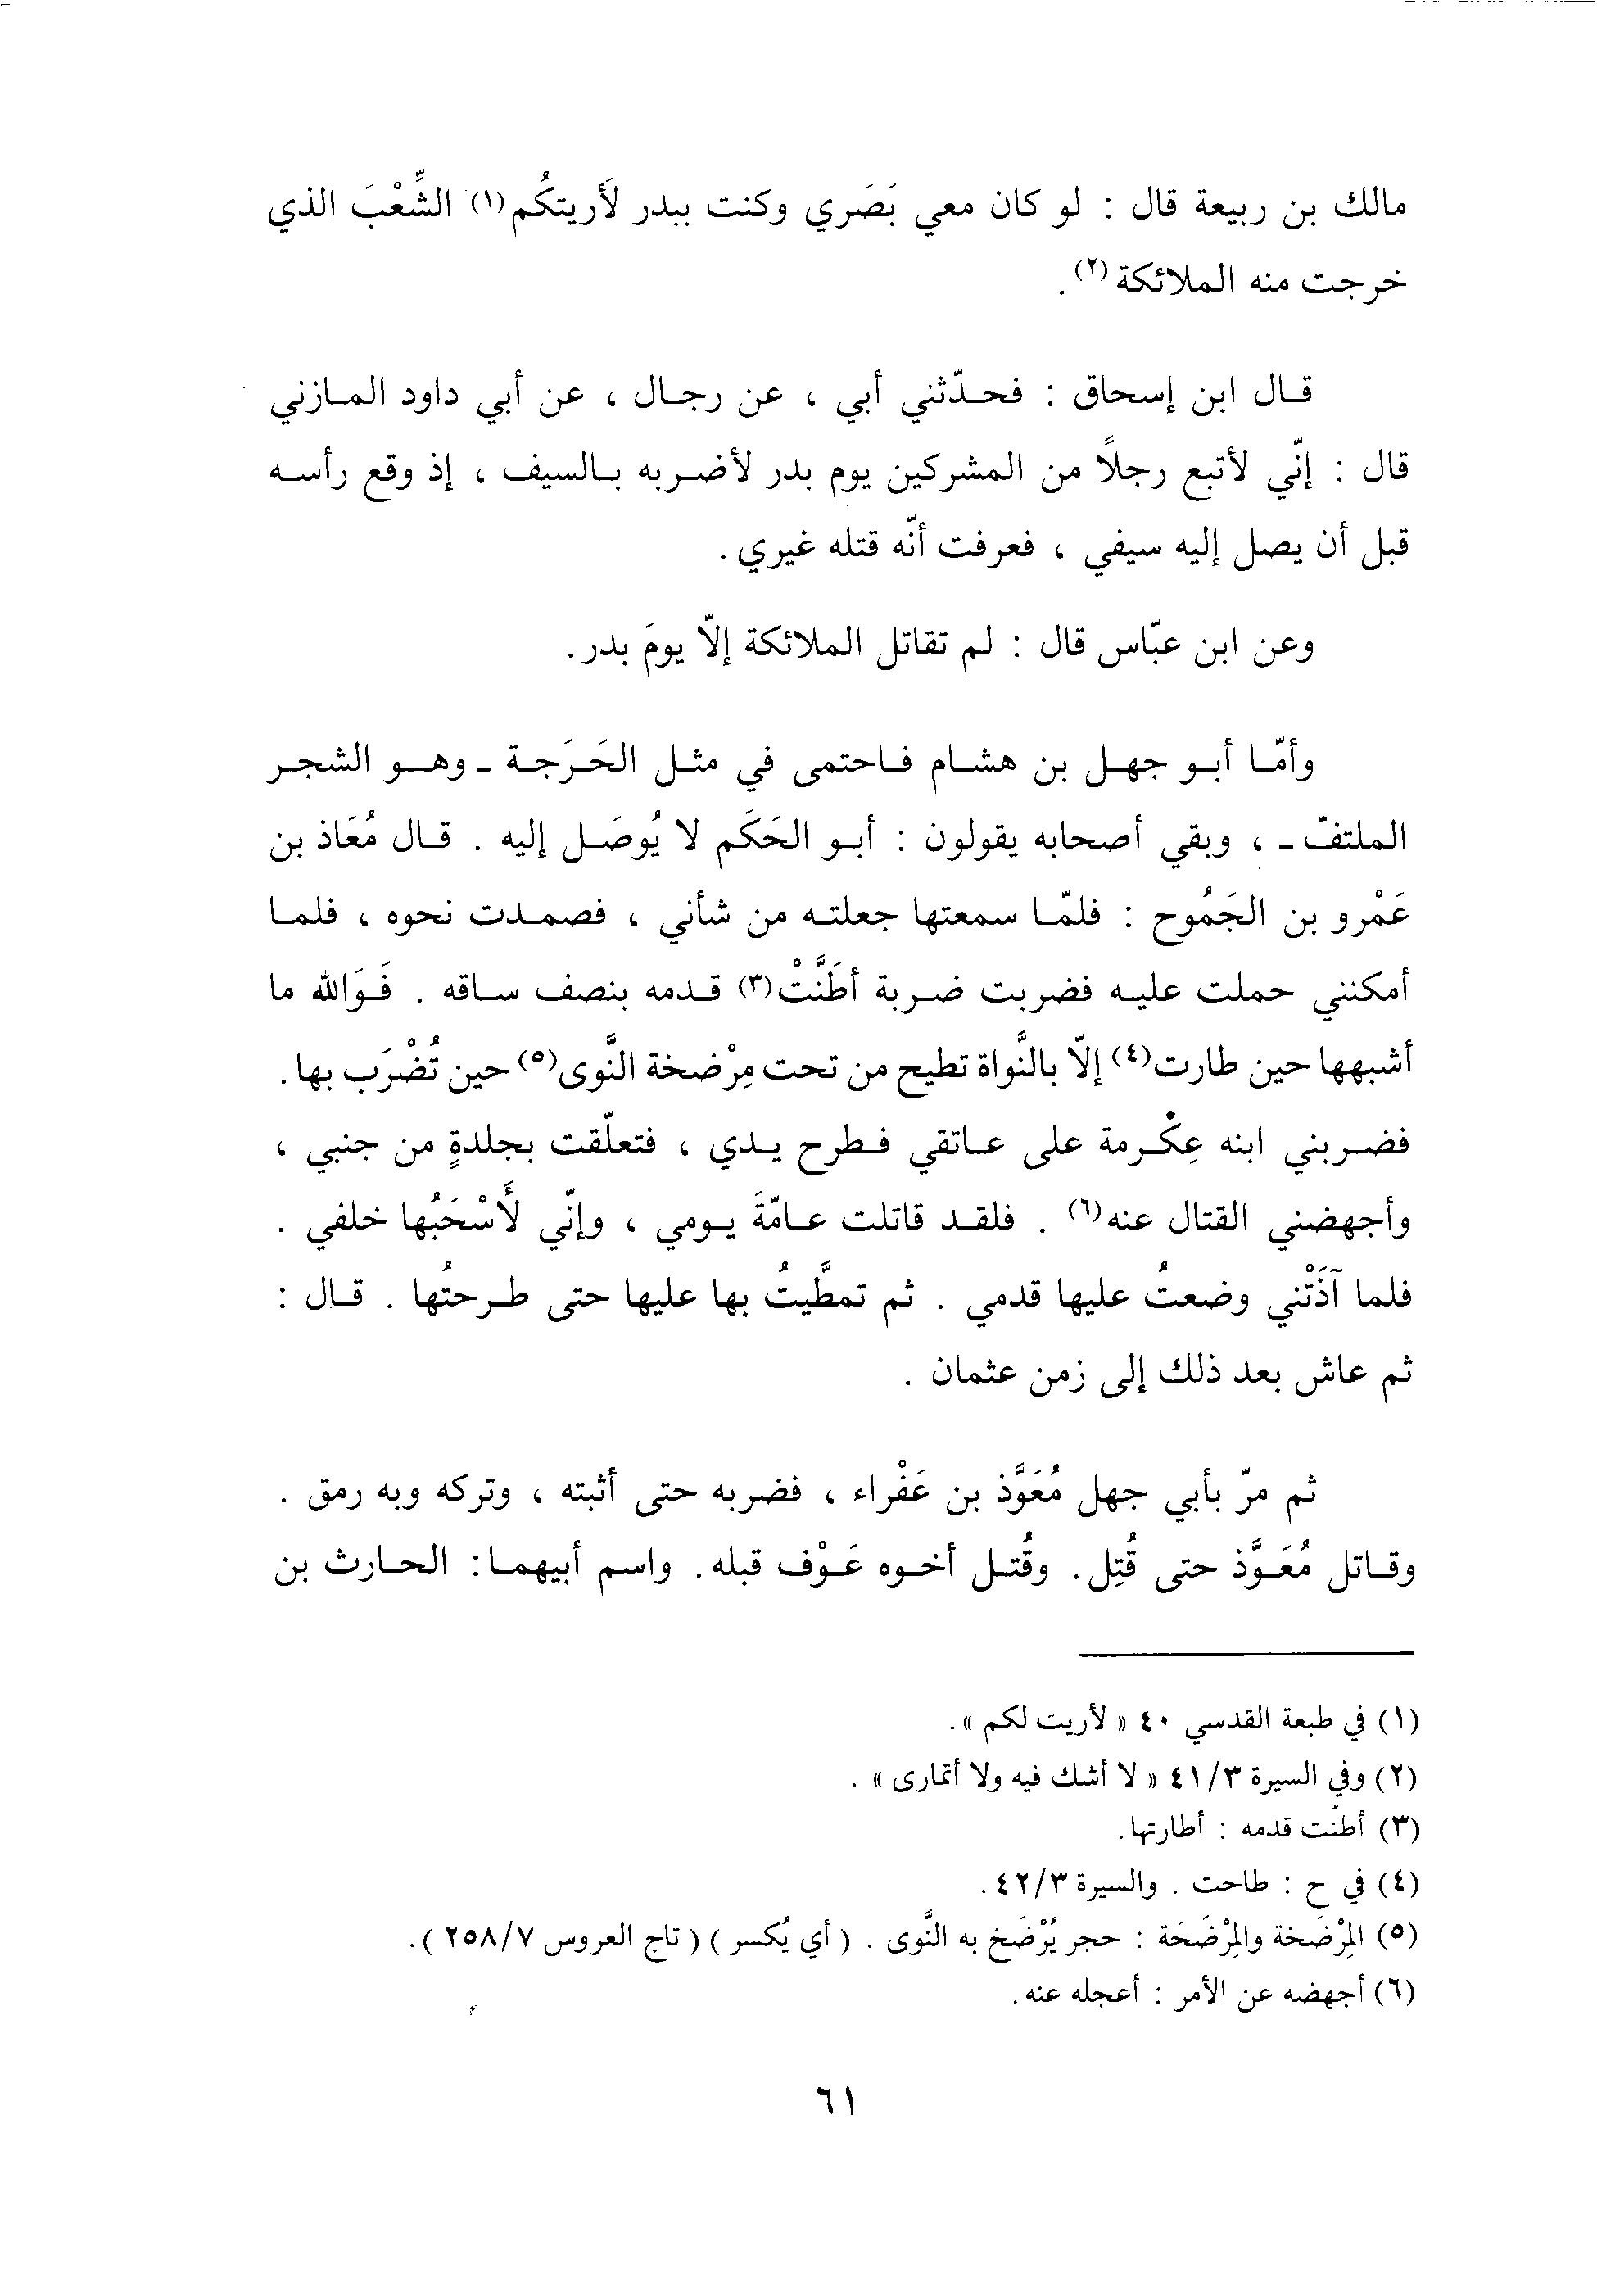 مالك بن ربيعة قال : لو كان معي بَصَري وكنت ببدر لَأريتكُم(١) الشِّعْبَ الذي
خرجت منه الملائكة(٢) .
قال ابن إسحاق : فحدّثني أبي ، عن رجال ، عن أبي داود المازني
قال : إنّي لأتبع رجلاً من المشركين يوم بدر لأضربه بالسيف ، إذ وقع رأسه
قبل أن يصل إليه سيفي ، فعرفت أنّه قتله غيري .
وعن ابن عبّاس قال : لم تقاتل الملائكة إلّا يومَ بدر .
وأمّا أبو جهل بن هشام فاحتمى في مثل الحَرَجة ـ وهو الشجر
الملتفّ ـ ، وبقي أصحابه يقولون : أبو الحَكَم لا يُوصَل إليه . قال مُعَاذ بن
عَمْرو بن الجَمُوح : فلمّا سمعتها جعلته من شأني ، فصمدت نحوه ، فلما
أمكنني حملت عليه فضربت ضربة أطَنَّتْ(٣) قدمه بنصف ساقه . فَوَالله ما
أشبهها حين طارت(٤) إلّا بالنَّواة تطيح من تحت مِرْضخة النَّوى(٥) حين تُضْرَب بها .
فضربني ابنه عِكْرمة على عاتقي فطرح يدي ، فتعلّقت بجلدةٍ من جنبي ،
وأجهضني القتال عنه(٦) . فلقد قاتلت عامّةَ يومي ، وإنّي لَأَسْحَبُها خلفي .
فلما آذَتْني وضعتُ عليها قدمي . ثم تمطَّيتُ بها عليها حتى طرحتُها . قال :
ثم عاش بعد ذلك إلى زمن عثمان .
ثم مرّ بأبي جهل مُعَوَّذ بن عَفْراء ، فضربه حتى أثبته ، وتركه وبه رمق .
وقاتل مُعَوَّذ حتى قُتِل . وقُتل أخوه عَوْف قبله . واسم أبيهما : الحارث بن
(١) في طبعة القدسي ٤٠ « لأريت لكم » .
(٢) وفي السيرة ٤١/٣ « لا أشك فيه ولا أتمارى » .
(٣) أطنّت قدمه : أطارتها .
(٤) في ح : طاحت . والسيرة ٤٢/٣ .
(٥) المِرْضَخة والمِرْضَحَة : حجر يُرْضَخ به النَّوى . ( أي يُكسر ) ( تاج العروس ٢٥٨/٧ ) .
(٦) أجهضه عن الأمر : أعجله عنه .
٦١